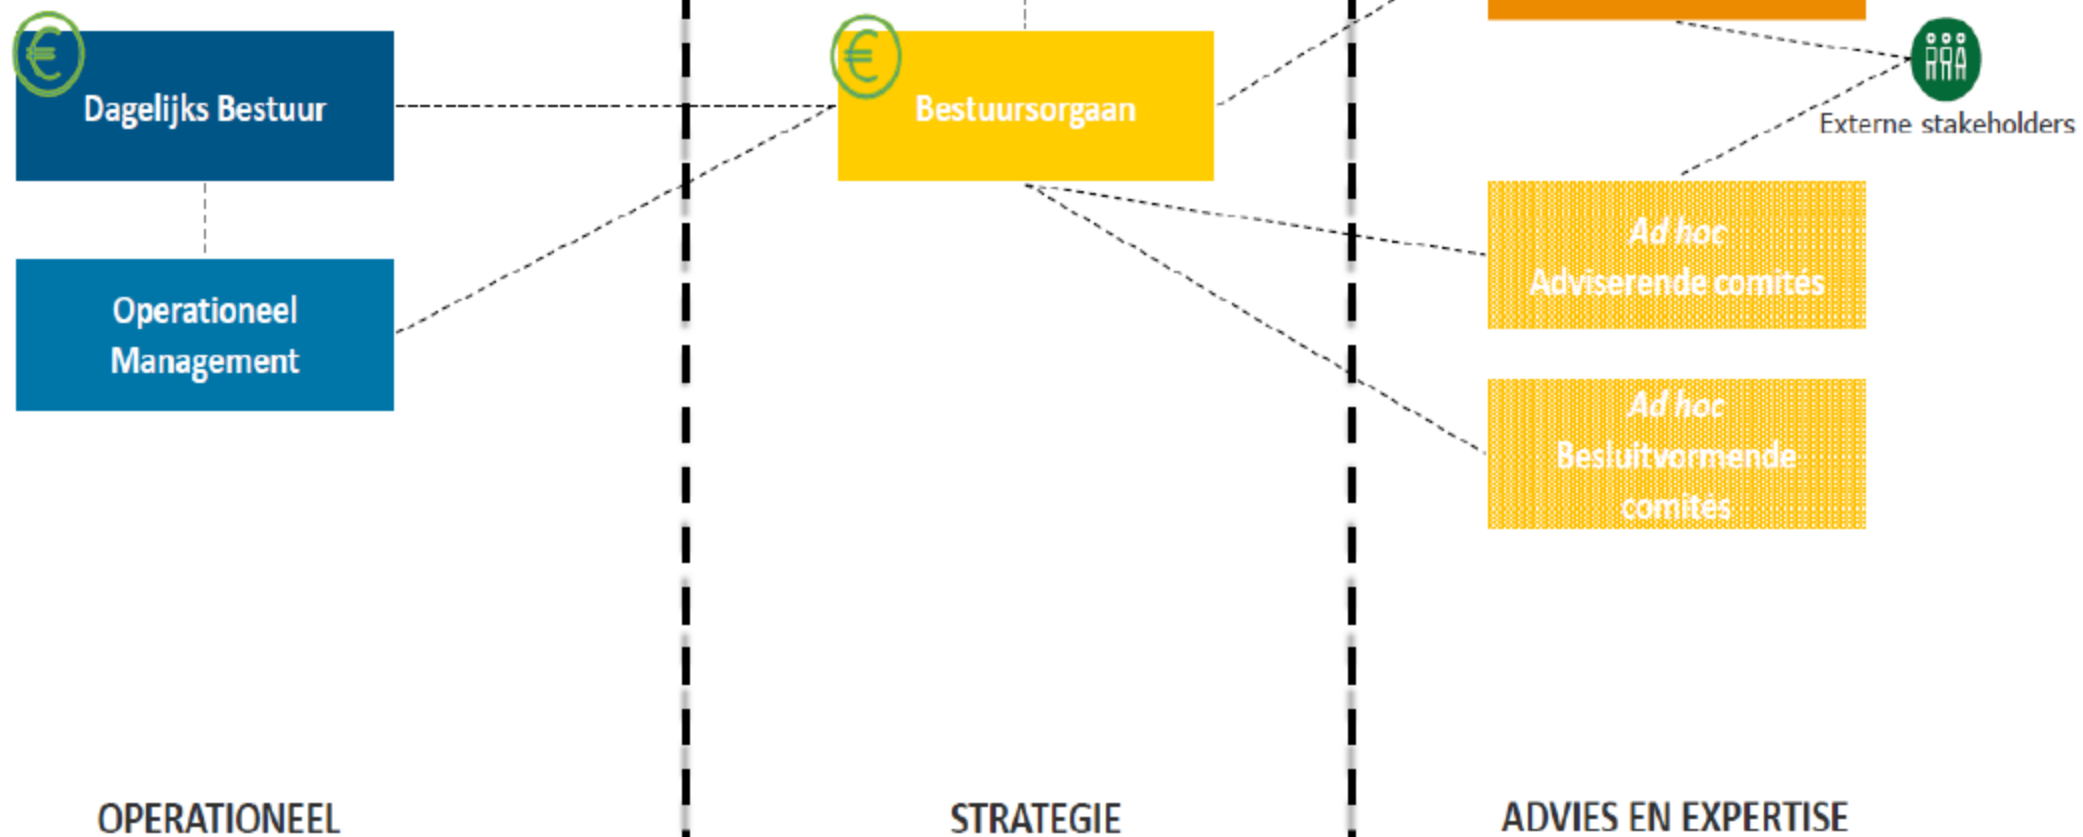 €
Dagelijks Bestuur
€
Bestuursorgaan
Externe stakeholders
Operationeel
Management
Ad hoc
Adviserende comités
Ad hoc
Besluitvormende
comités
OPERATIONEEL
STRATEGIE
ADVIES EN EXPERTISE